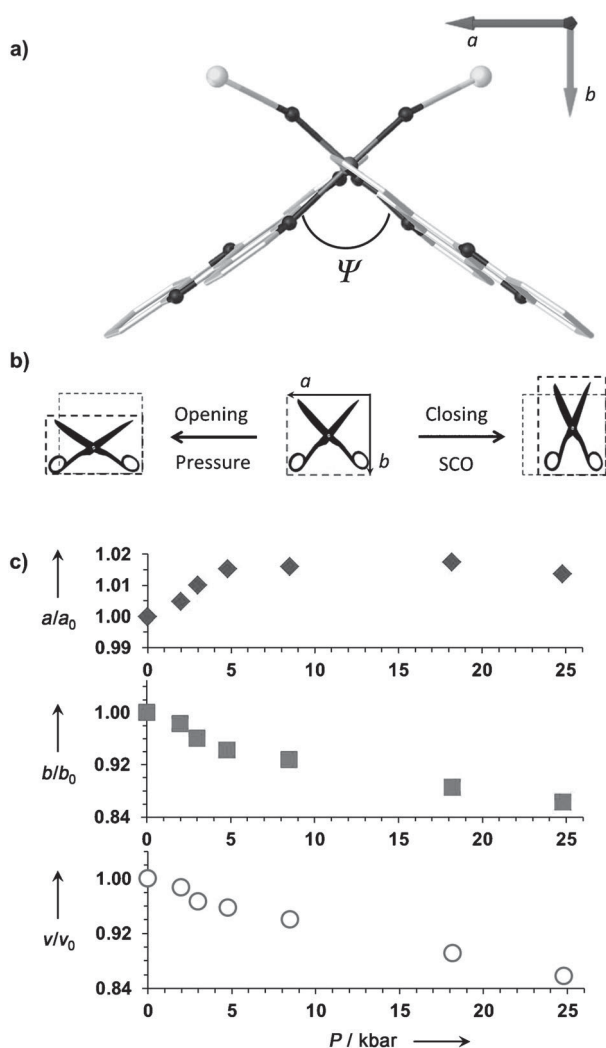 a)
a
b
Ψ
b)
a
Opening
Closing
Pressure
b
SCO
c)
1.02
1.01
a/a0
1.00
0.99
0 5 10 15 20 25
1.00
b/b0
0.92
0.84
0 5 10 15 20 25
1.00
v/v0
0.92
0.84
0 5 10 15 20 25
P / kbar